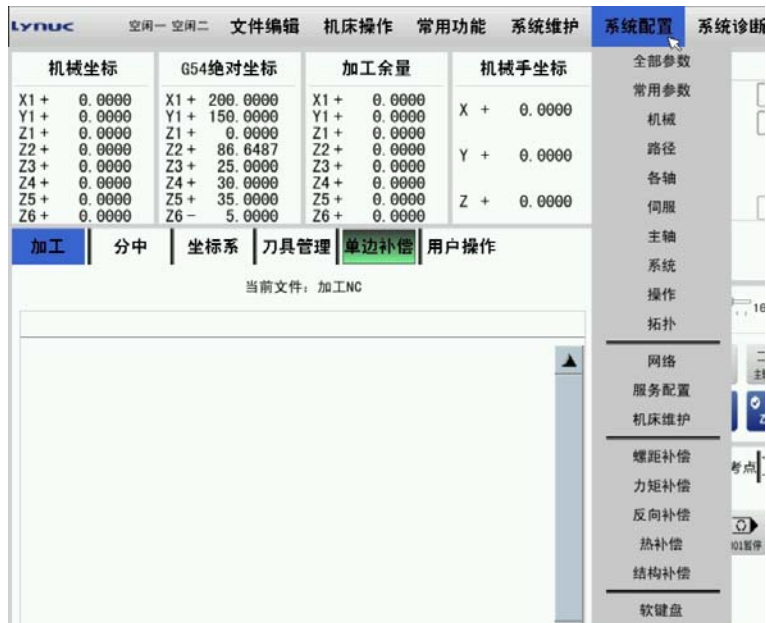 Lynuc 空闲一 空闲二 文件编辑 机床操作 常用功能 系统维护 系统配置 系统诊断
机械坐标 G54绝对坐标 加工余量 机械手坐标
X1 + 0.0000 X1 + 200.0000 X1 + 0.0000
Y1 + 0.0000 Y1 + 150.0000 Y1 + 0.0000
Z1 + 0.0000 Z1 + 0.0000 Z1 + 0.0000
Z2 + 0.0000 Z2 + 86.6487 Z2 + 0.0000
Z3 + 0.0000 Z3 + 25.0000 Z3 + 0.0000
Z4 + 0.0000 Z4 + 30.0000 Z4 + 0.0000
Z5 + 0.0000 Z5 + 35.0000 Z5 + 0.0000
Z6 + 0.0000 Z6 - 5.0000 Z6 + 0.0000
X + 0.0000
Y + 0.0000
Z + 0.0000
加工 分中 坐标系 刀具管理 单边补偿 用户操作
当前文件：加工NC
全部参数
常用参数
机械
路径
各轴
伺服
主轴
系统
操作
拓扑
网络
服务配置
机床维护
螺距补偿
力矩补偿
反向补偿
热补偿
结构补偿
软键盘
16
考点
01暂停